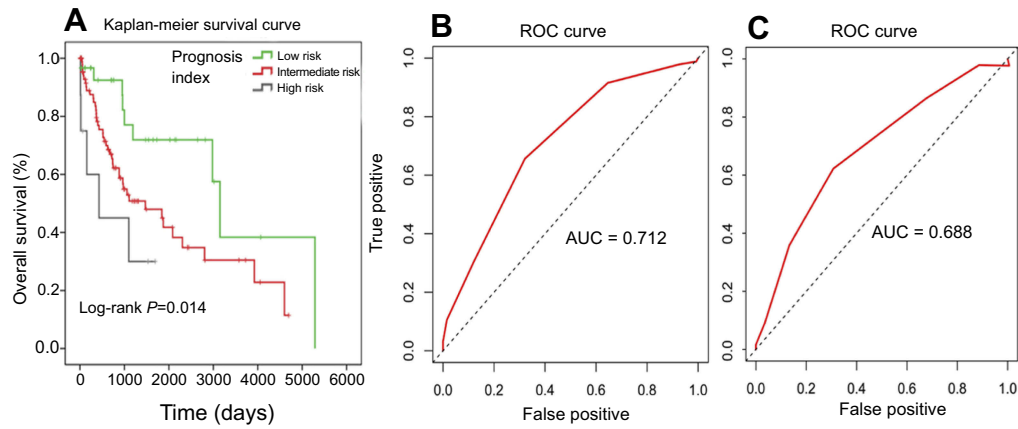 A
Kaplan-meier survival curve
Prognosis
index
Low risk
Intermediate risk
High risk
1.0
0.8
0.6
0.4
0.2
0.0
Overall survival (%)
Log-rank P=0.014
0 1000 2000 3000 4000 5000 6000
Time (days)
B
ROC curve
1.0
0.8
0.6
0.4
0.2
0.0
True positive
AUC = 0.712
0.0 0.2 0.4 0.6 0.8 1.0
False positive
C
ROC curve
1.0
0.8
0.6
0.4
0.2
0.0
AUC = 0.688
0.0 0.2 0.4 0.6 0.8 1.0
False positive